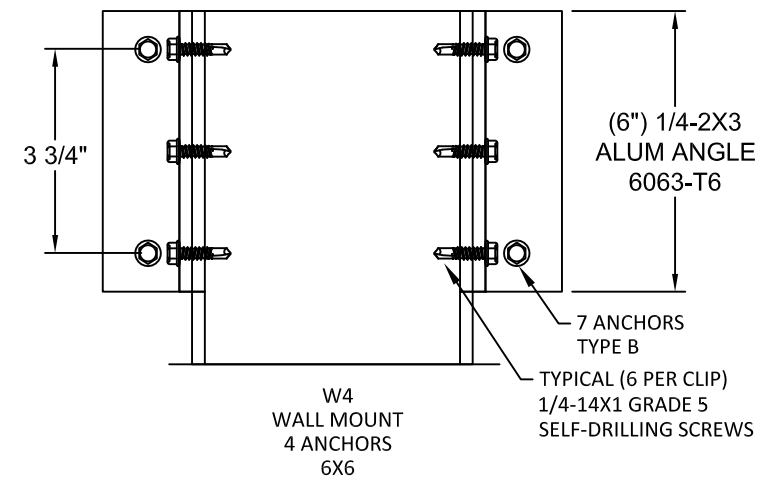 3 3/4"
(6") 1/4-2X3
ALUM ANGLE
6063-T6
7 ANCHORS
TYPE B
TYPICAL (6 PER CLIP)
1/4-14X1 GRADE 5
SELF-DRILLING SCREWS
W4
WALL MOUNT
4 ANCHORS
6X6